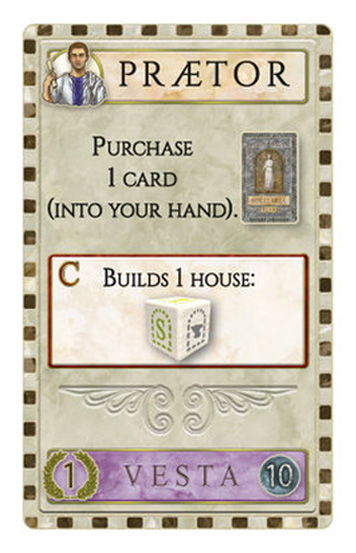 PRÆTOR
PURCHASE
1 CARD
(INTO YOUR HAND).
C BUILDS 1 HOUSE:
S
1 VESTA 10